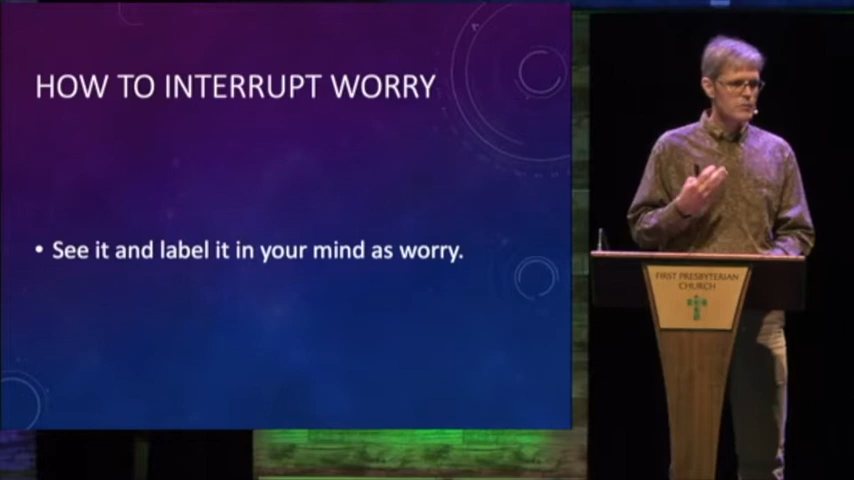 HOW TO INTERRUPT WORRY
• See it and label it in your mind as worry.
FIRST PRESBYTERIAN
CHURCH